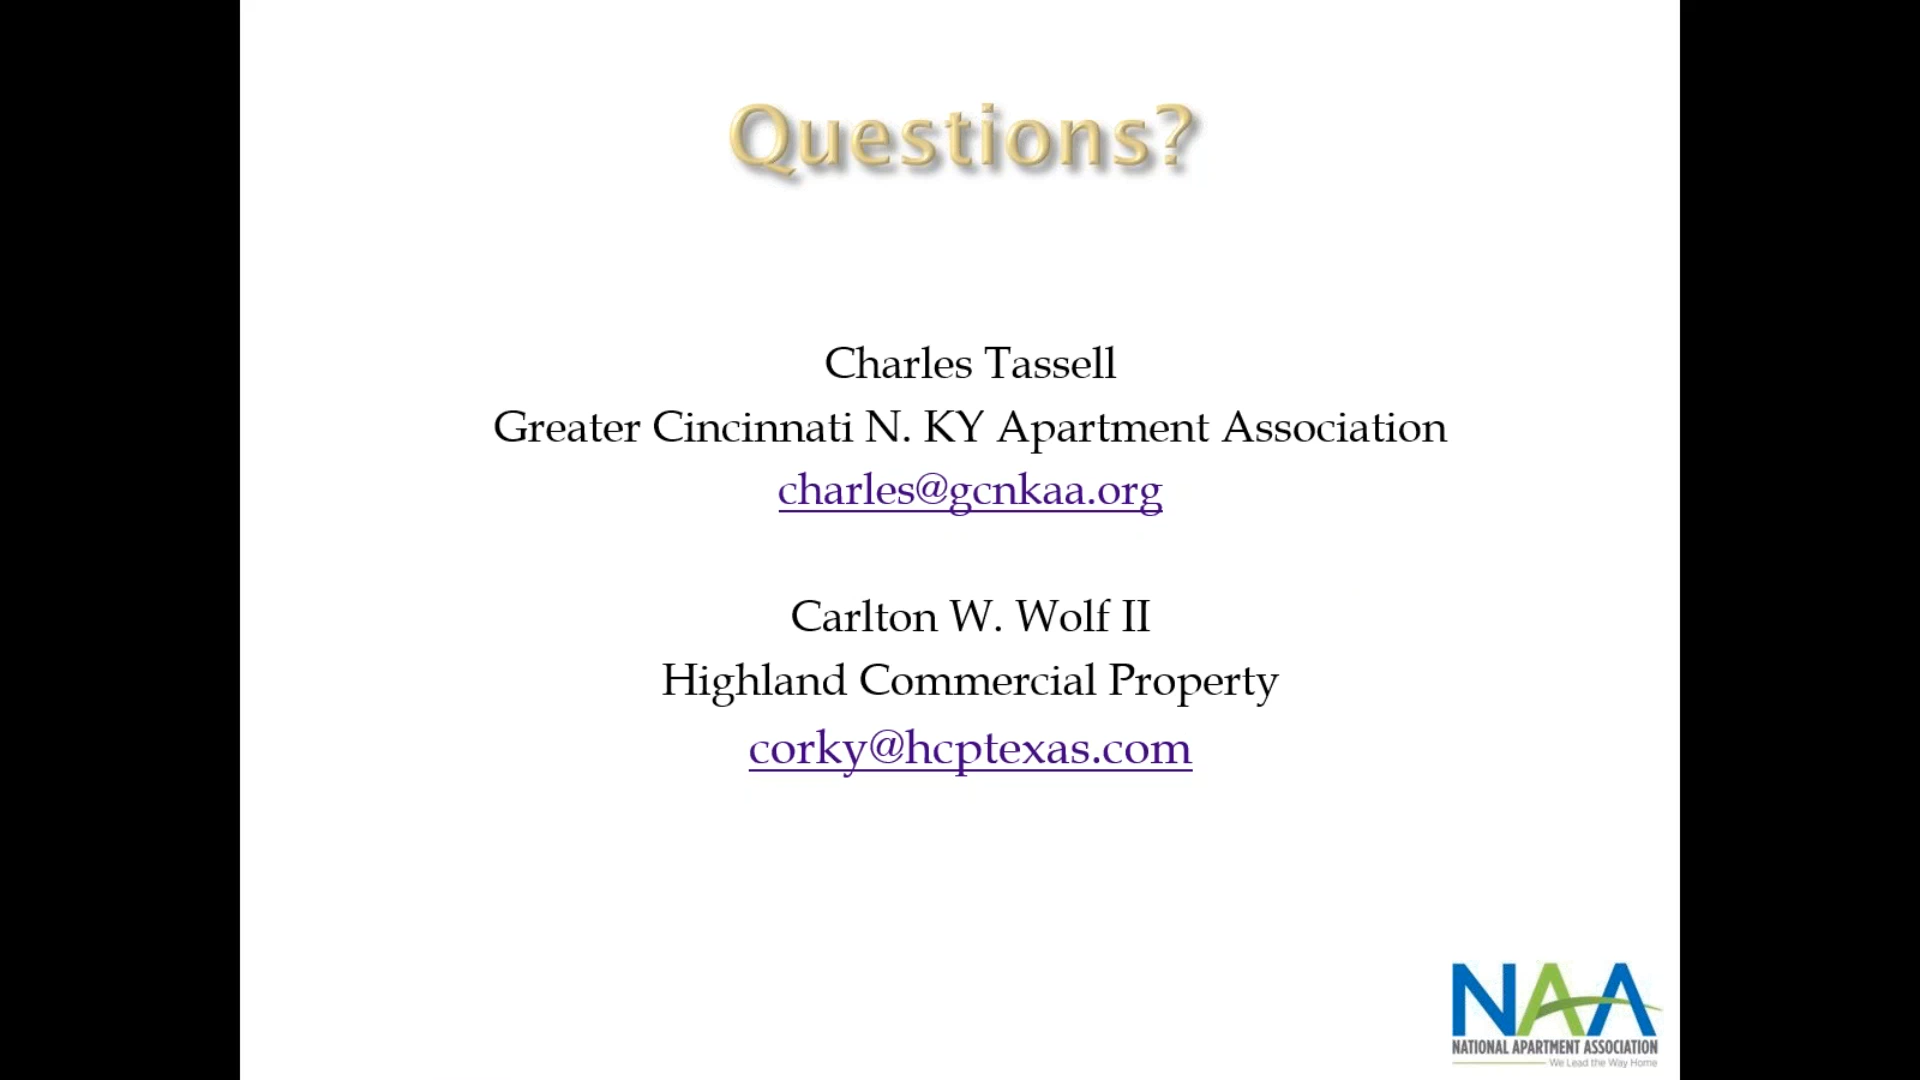 Questions?
Charles Tassell
Greater Cincinnati N. KY Apartment Association
charles@gcnkaa.org
Carlton W. Wolf II
Highland Commercial Property
corky@hcptexas.com
NAA
NATIONAL APARTMENT ASSOCIATION
We Lead the Way Home